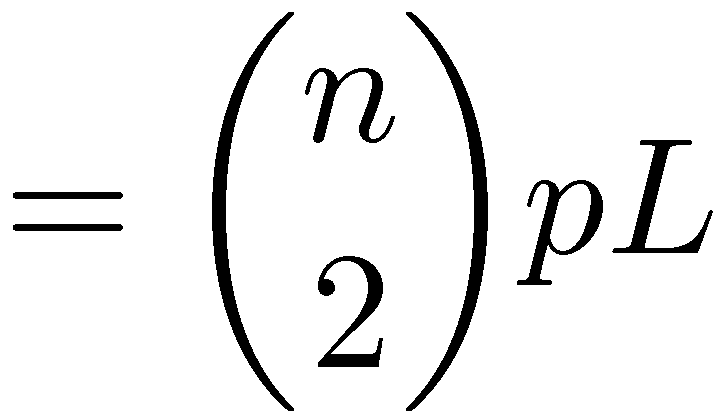 = \binom{n}{2} pL